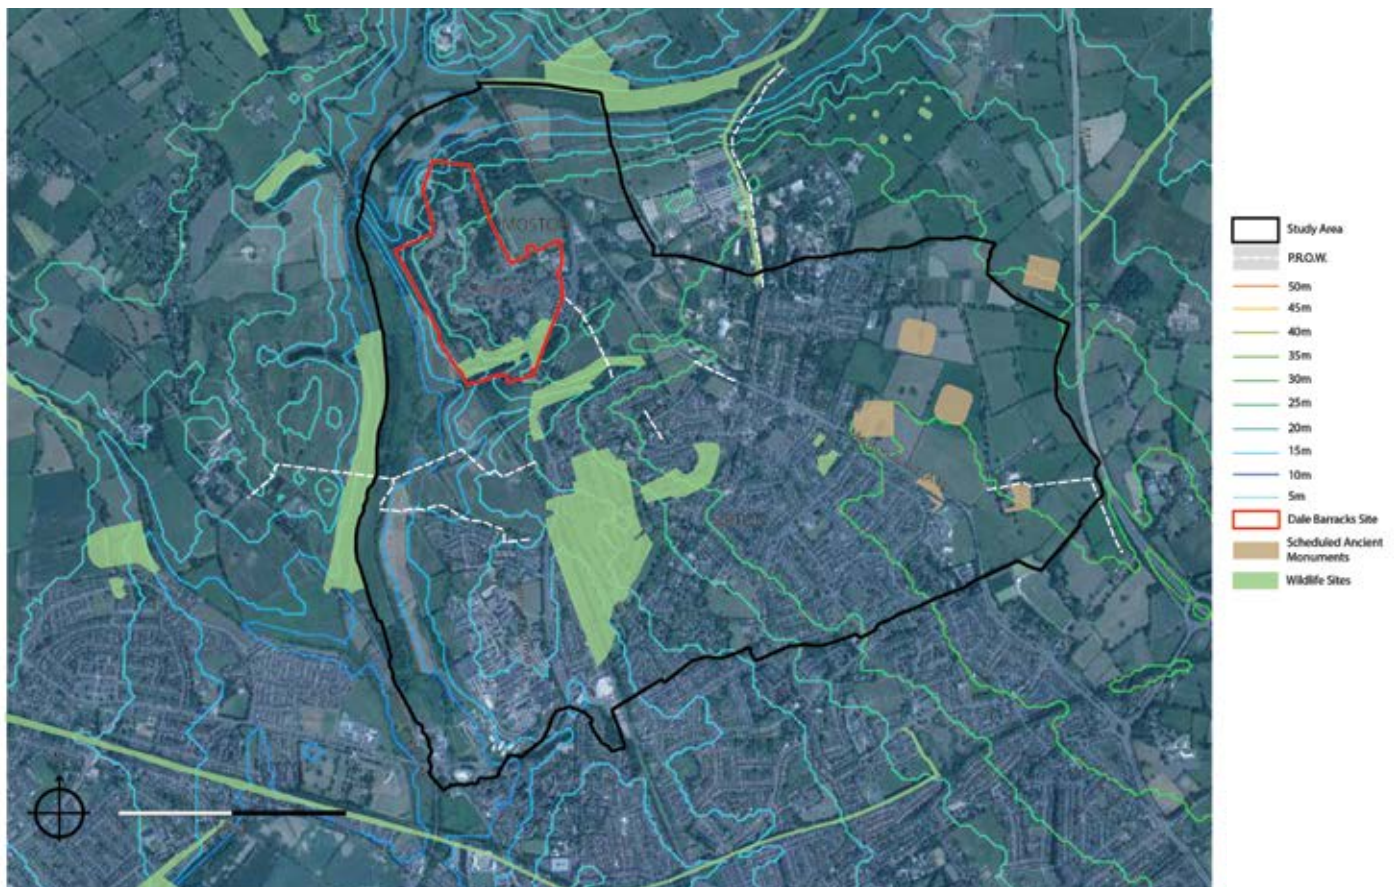 MOSTON
Study Area
P.R.O.W.
50m
45m
40m
35m
30m
25m
20m
15m
10m
5m
Dale Barracks Site
Scheduled Ancient
Monuments
Wildlife Sites